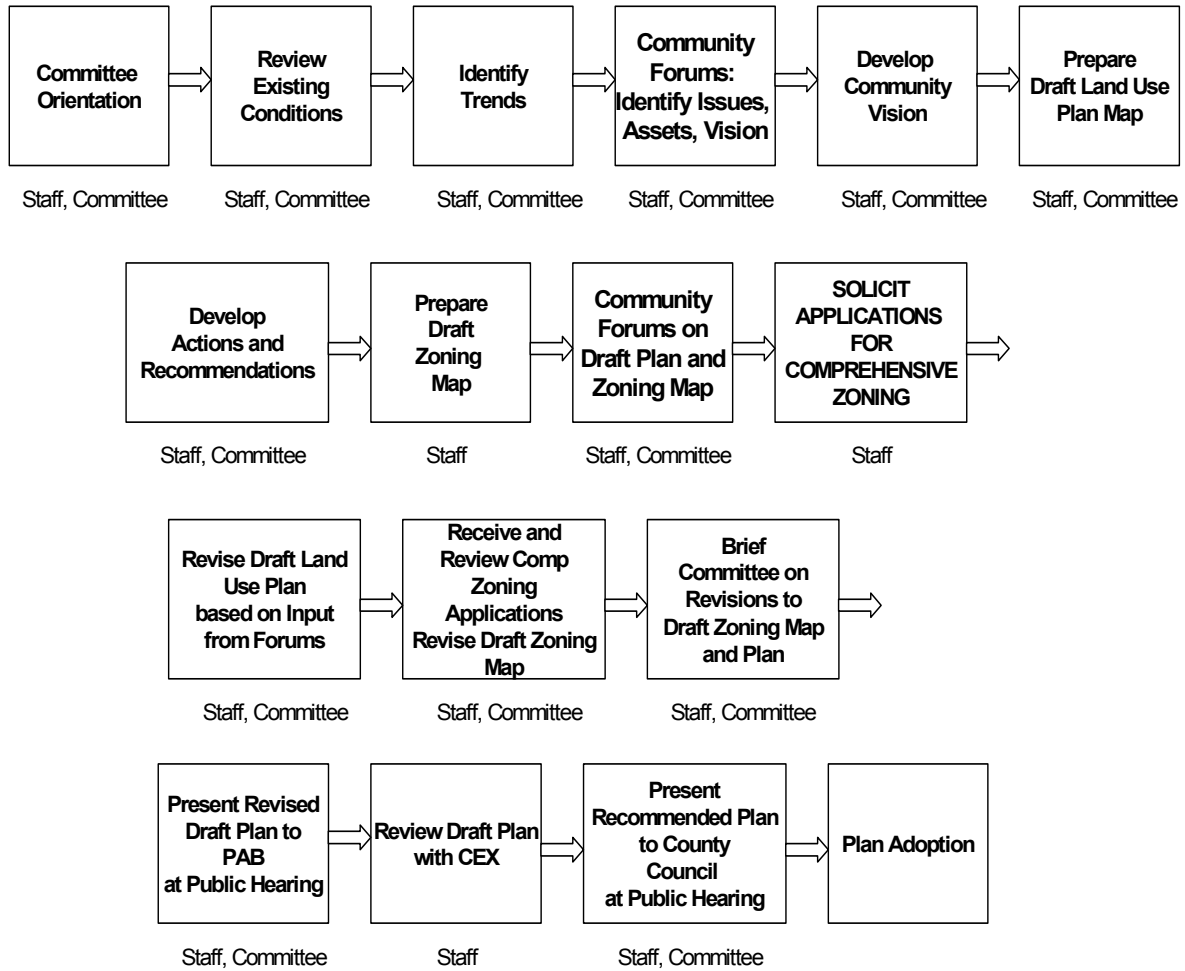 Committee
Orientation
Review
Existing
Conditions
Identify
Trends
Community
Forums:
Identify Issues,
Assets, Vision
Develop
Community
Vision
Prepare
Draft Land Use
Plan Map
Staff, Committee
Staff, Committee
Staff, Committee
Staff, Committee
Staff, Committee
Staff, Committee
Develop
Actions and
Recommendations
Prepare
Draft
Zoning
Map
Community
Forums on
Draft Plan and
Zoning Map
SOLICIT
APPLICATIONS
FOR
COMPREHENSIVE
ZONING
Staff, Committee
Staff
Staff, Committee
Staff
Revise Draft Land
Use Plan
based on Input
from Forums
Receive and
Review Comp
Zoning
Applications
Revise Draft Zoning
Map
Brief
Committee on
Revisions to
Draft Zoning Map
and Plan
Staff, Committee
Staff, Committee
Staff, Committee
Present Revised
Draft Plan to
PAB
at Public Hearing
Review Draft Plan
with CEX
Present
Recommended Plan
to County
Council
at Public Hearing
Plan Adoption
Staff, Committee
Staff
Staff, Committee